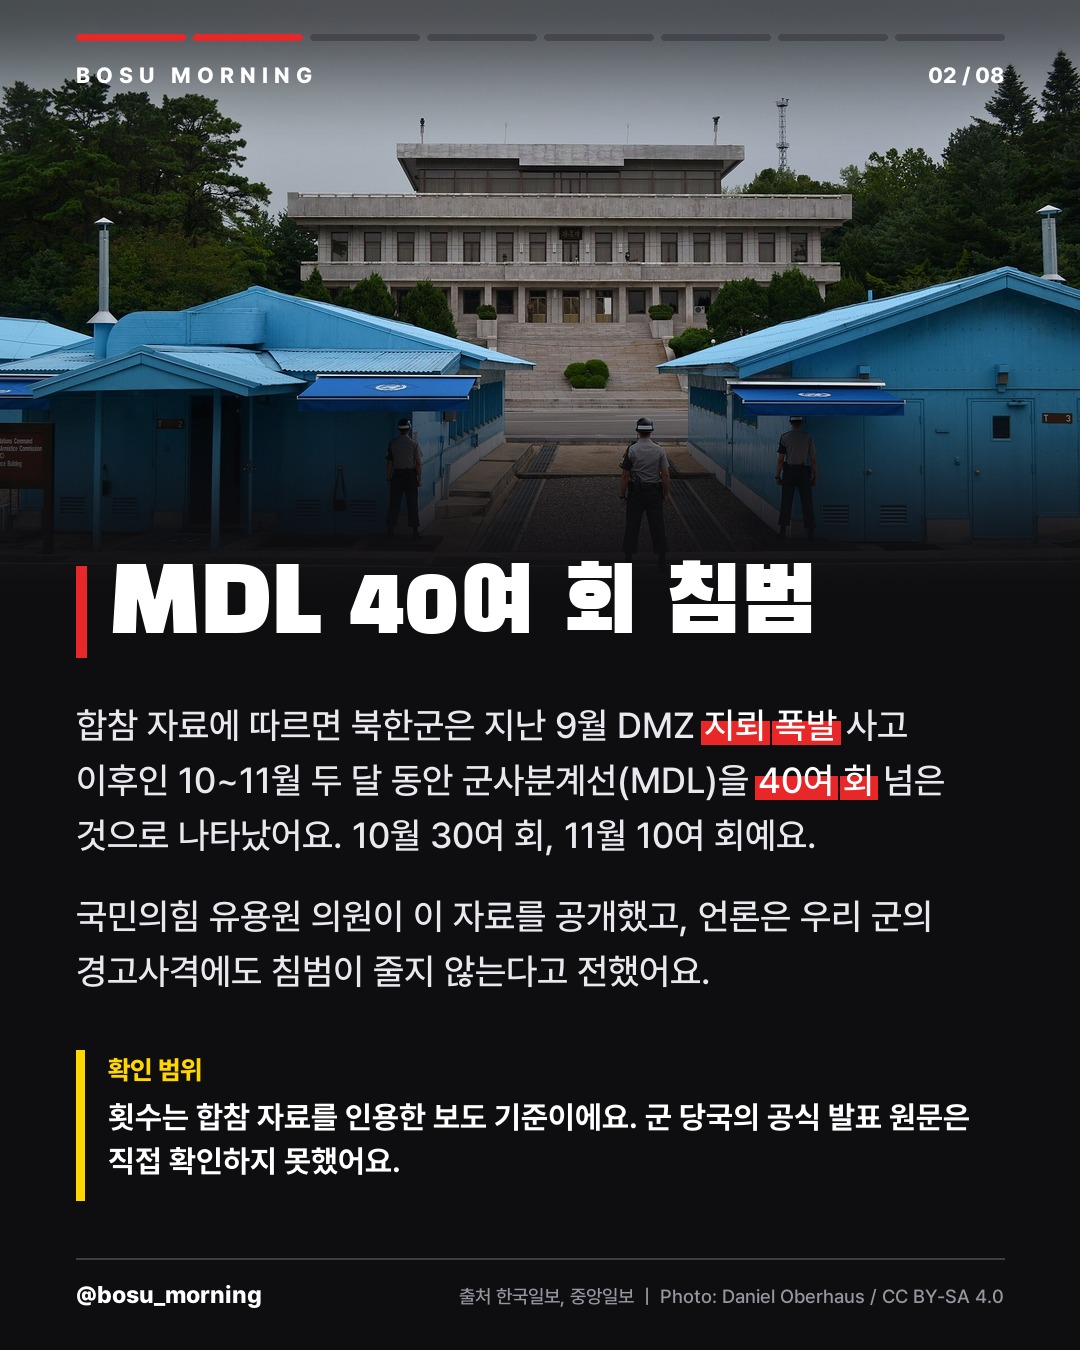 BOSU MORNING
02 / 08
T 2
T 3
MDL 40여 회 침범
합참 자료에 따르면 북한군은 지난 9월 DMZ 지뢰 폭발 사고
이후인 10~11월 두 달 동안 군사분계선(MDL)을 40여 회 넘은
것으로 나타났어요. 10월 30여 회, 11월 10여 회예요.
국민의힘 유용원 의원이 이 자료를 공개했고, 언론은 우리 군의
경고사격에도 침범이 줄지 않는다고 전했어요.
확인 범위
횟수는 합참 자료를 인용한 보도 기준이에요. 군 당국의 공식 발표 원문은
직접 확인하지 못했어요.
@bosu_morning
출처 한국일보, 중앙일보 | Photo: Daniel Oberhaus / CC BY-SA 4.0